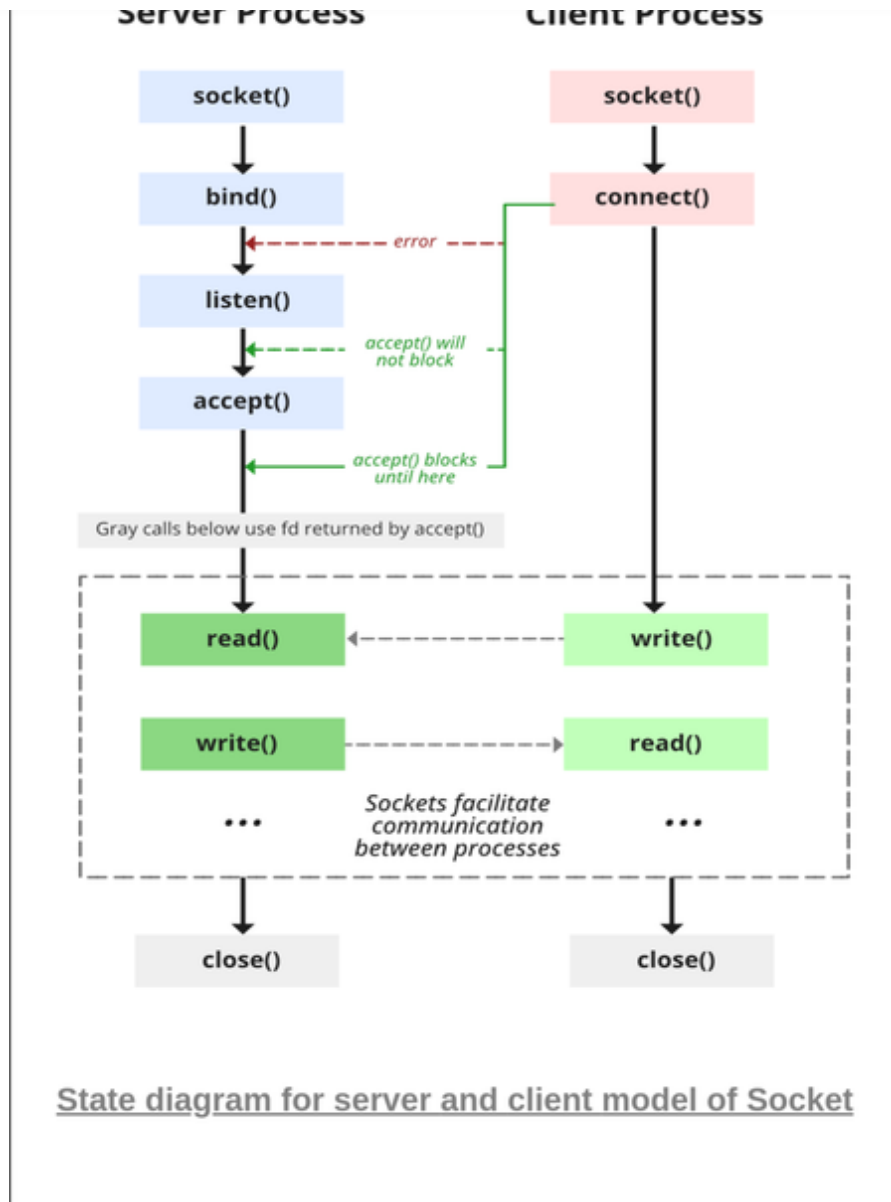 Server Process
Client Process
socket()
socket()
bind()
connect()
error
listen()
accept() will
not block
accept()
accept() blocks
until here
Gray calls below use fd returned by accept()
read()
write()
write()
read()
...
Sockets facilitate
communication
between processes
...
close()
close()
State diagram for server and client model of Socket